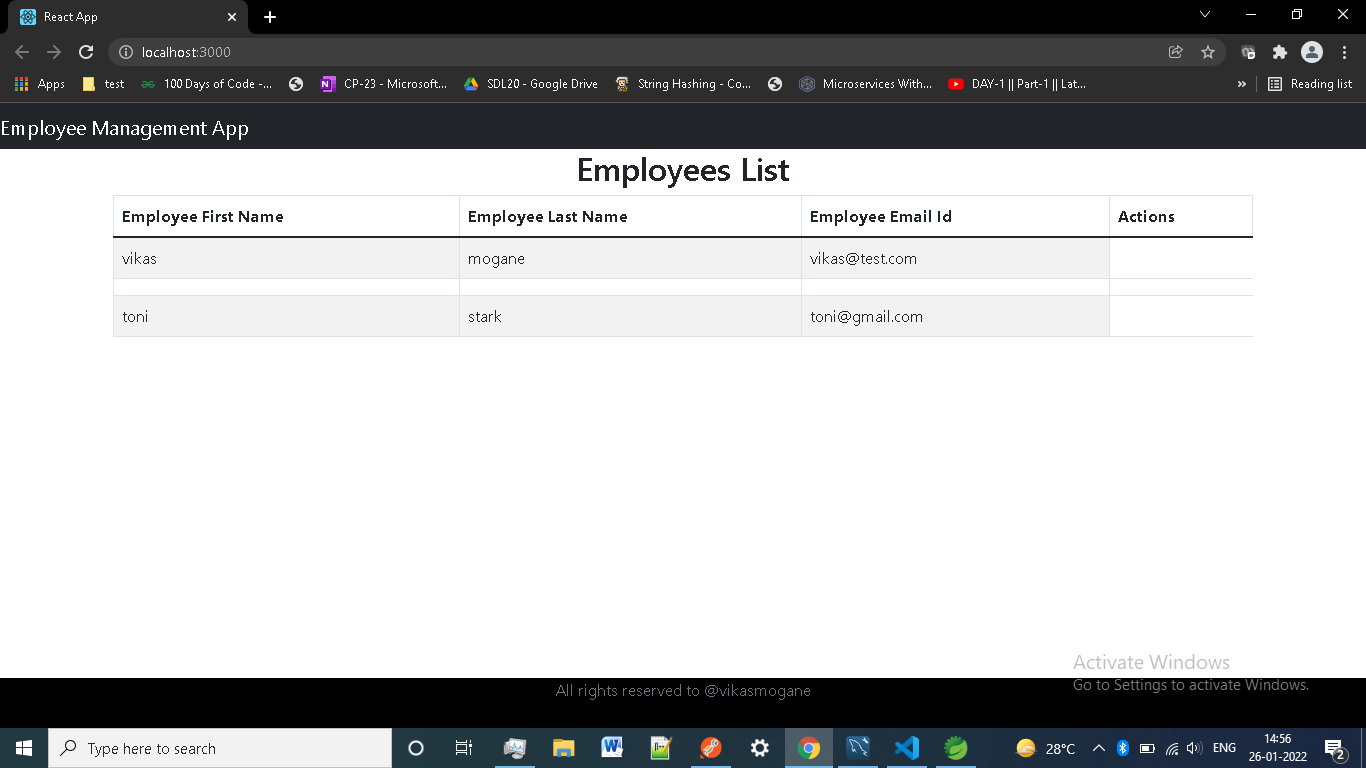 React App
localhost:3000
Apps test 100 Days of Code -... CP-23 - Microsoft... SDL20 - Google Drive String Hashing - Co... Microservices With... DAY-1 || Part-1 || Lat... » Reading list
Employee Management App
Employees List
Employee First Name Employee Last Name Employee Email Id Actions
vikas mogane vikas@test.com
toni stark toni@gmail.com
Activate Windows
Go to Settings to activate Windows.
All rights reserved to @vikasmogane
Type here to search 28°C ENG 14:56
26-01-2022 2